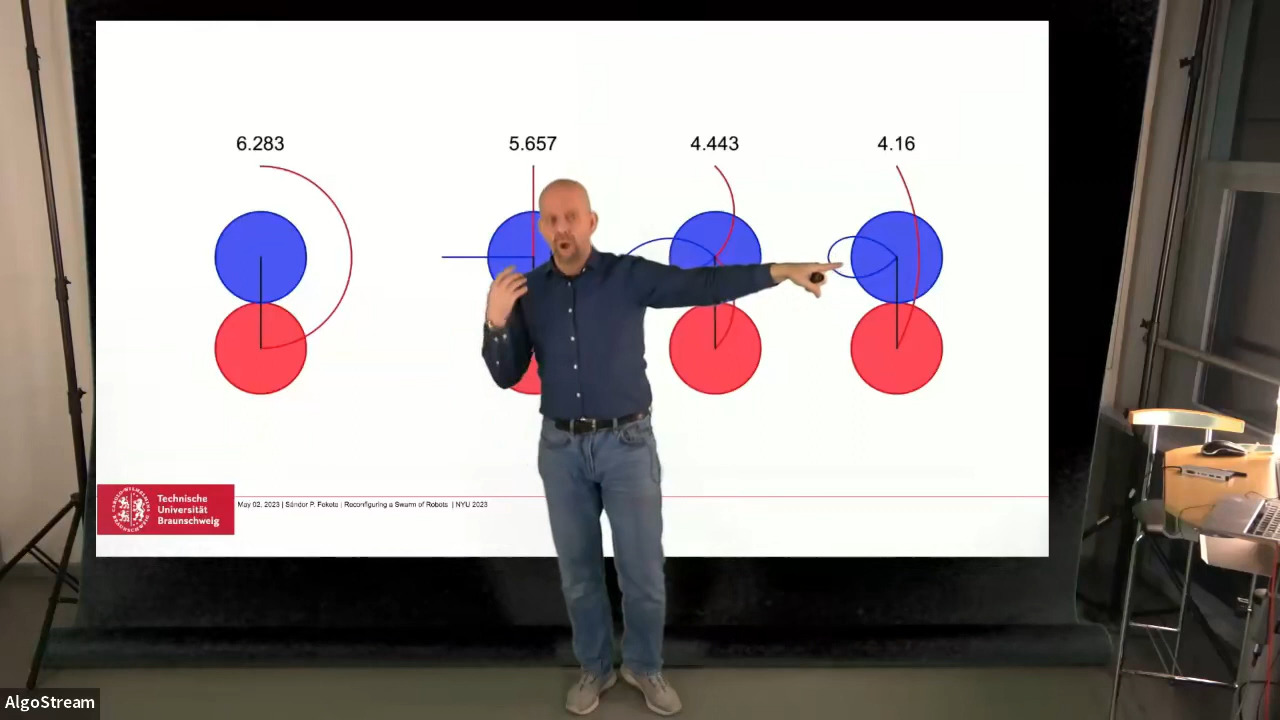 6.283
5.657
4.443
4.16
Technische
Universität
Braunschweig
May 02, 2023 | Sándor P. Fekete | Reconfiguring a Swarm of Robots | NYU 2023
AlgoStream